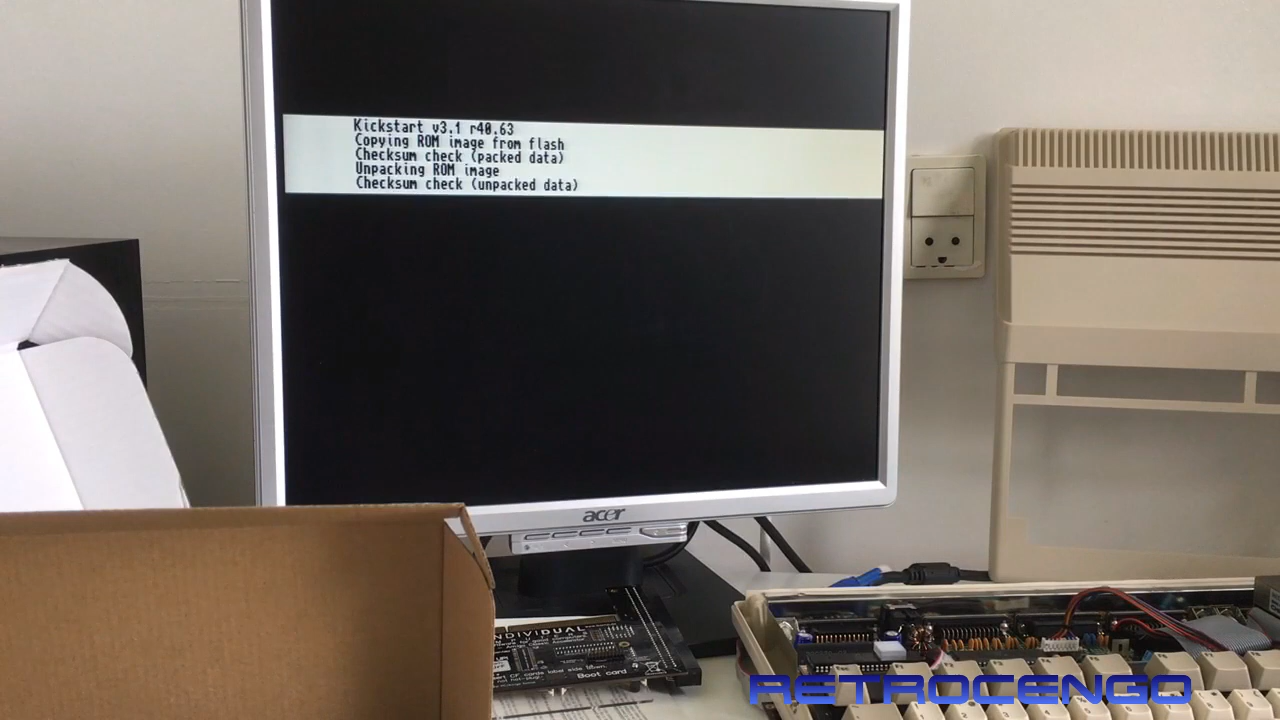 Kickstart v3.1 r40.63
Copying ROM image from flash
Checksum check (packed data)
Unpacking ROM image
Checksum check (unpacked data)
acer
INDIVIDUAL
Boot card
Esc
RETROCENGO